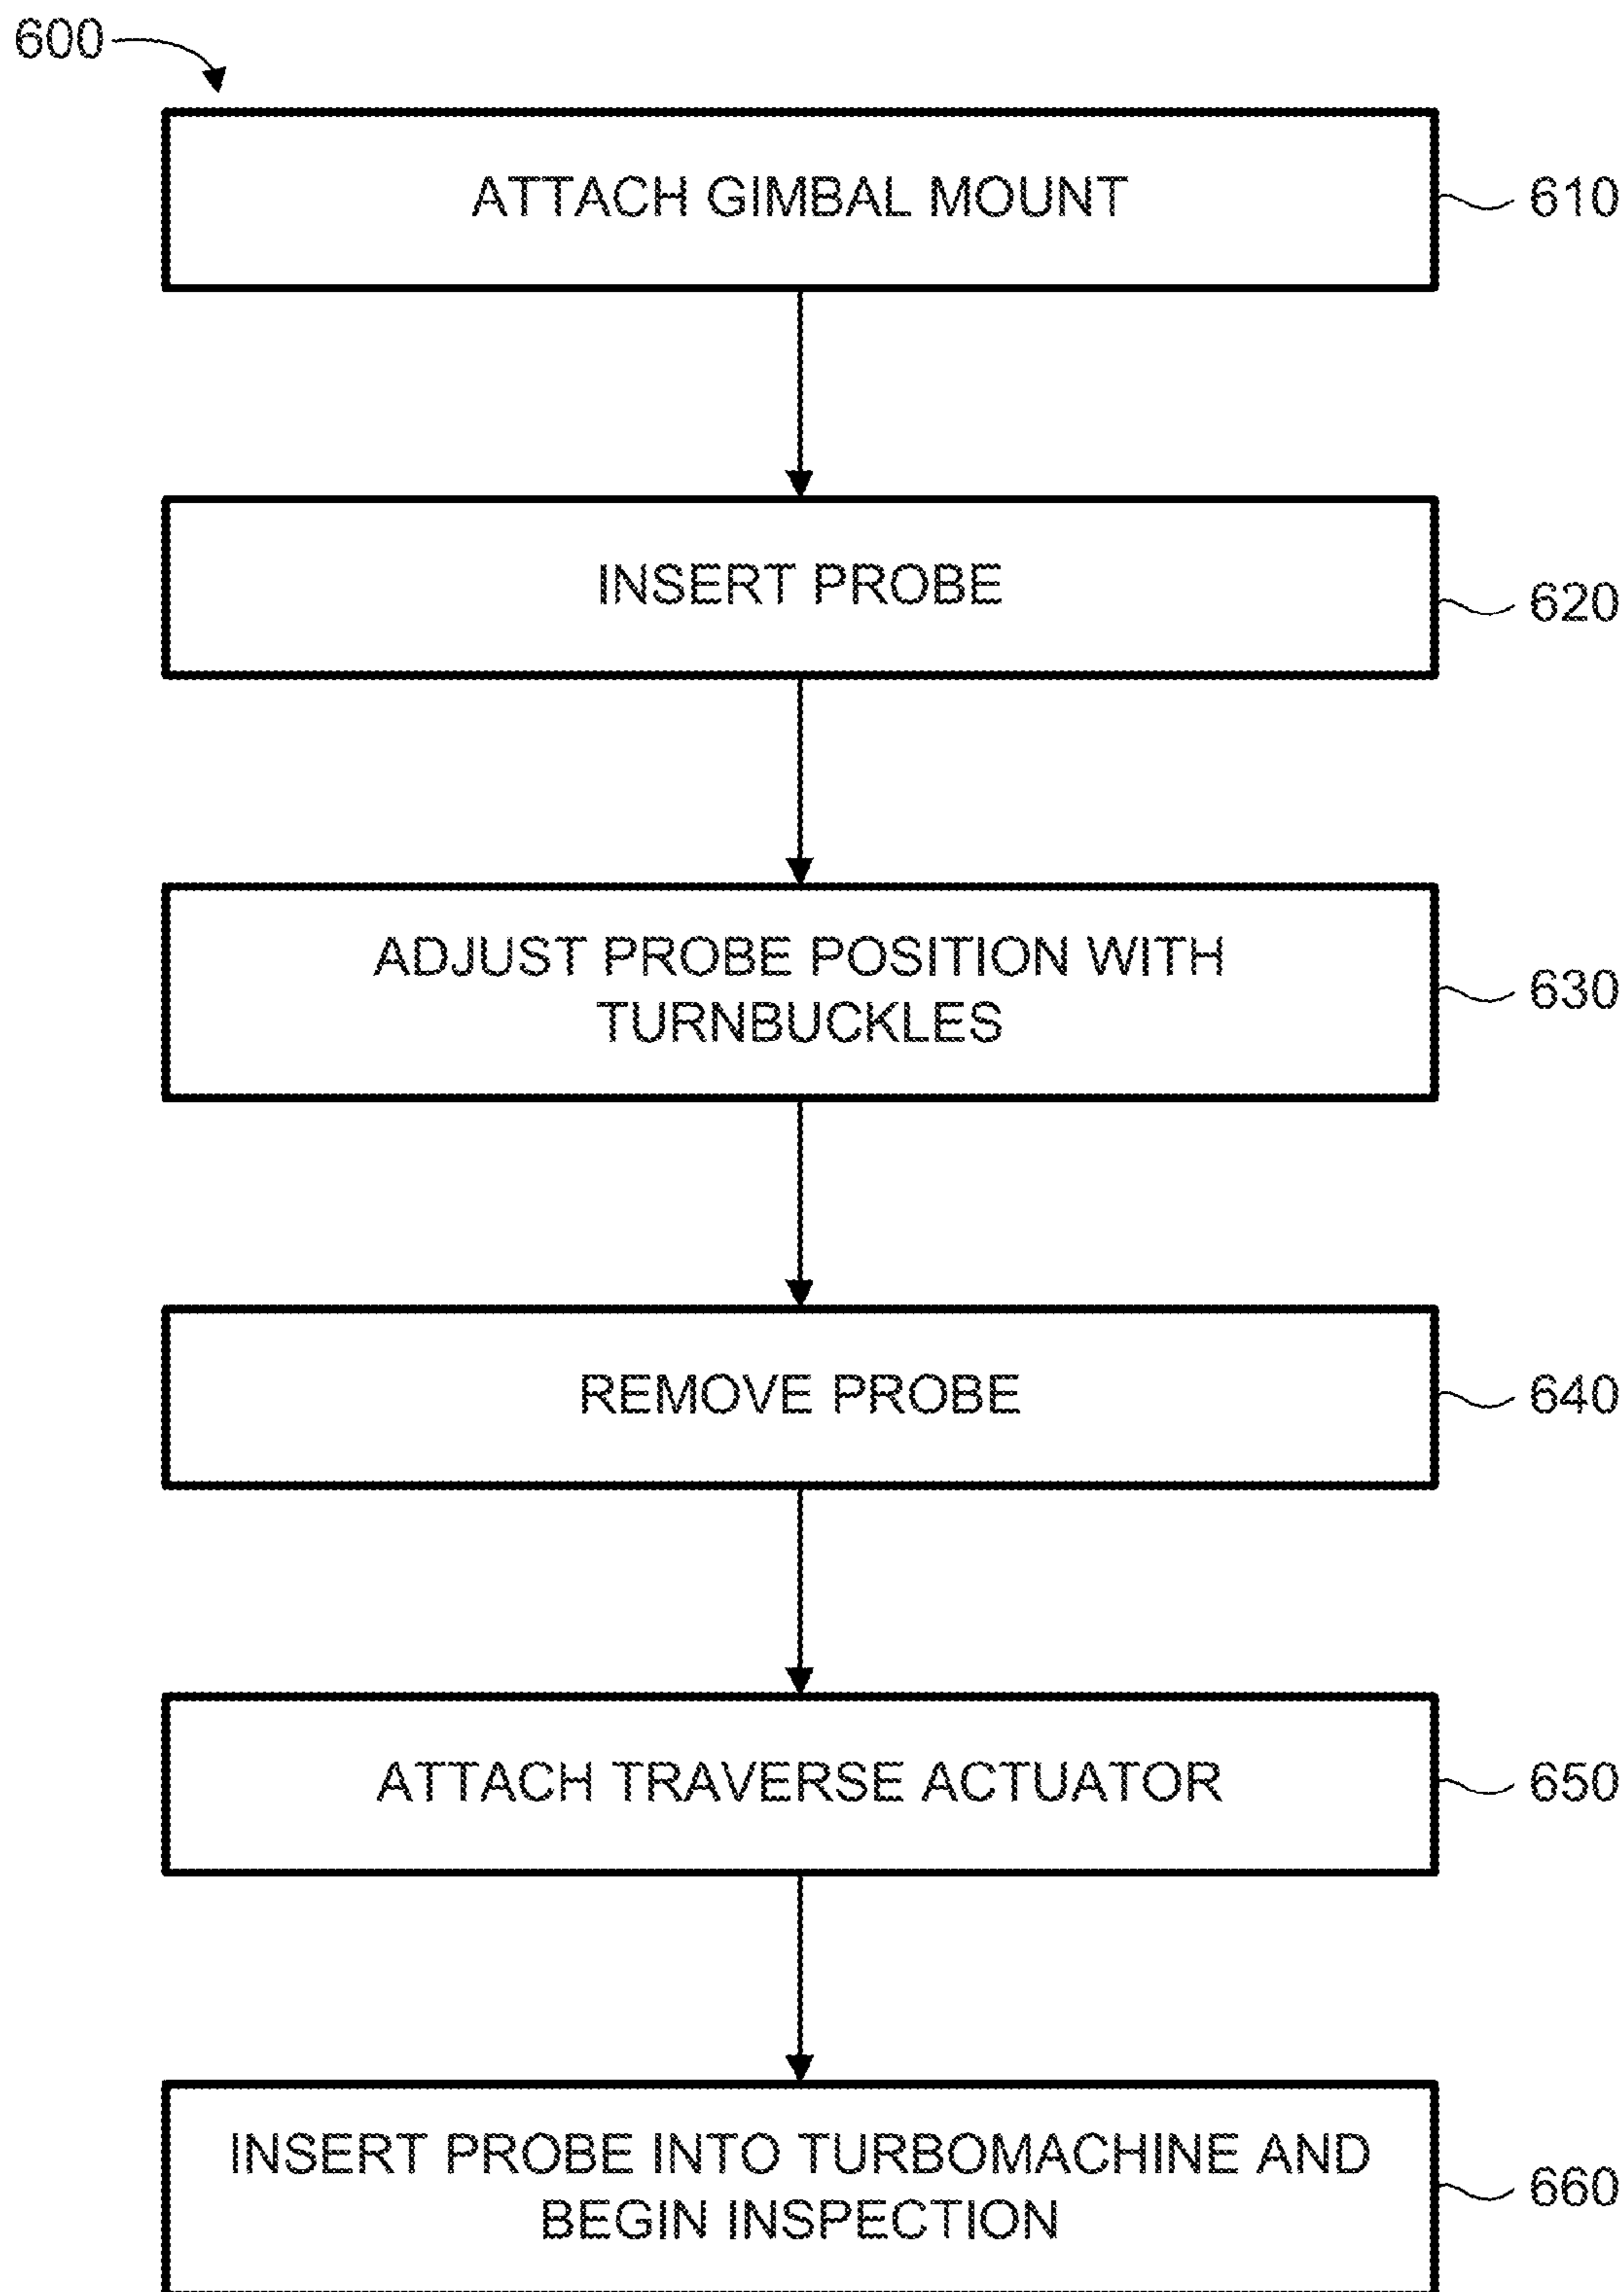 600
ATTACH GIMBAL MOUNT
610
INSERT PROBE
620
ADJUST PROBE POSITION WITH
TURNBUCKLES
630
REMOVE PROBE
640
ATTACH TRAVERSE ACTUATOR
650
INSERT PROBE INTO TURBOMACHINE AND
BEGIN INSPECTION
660